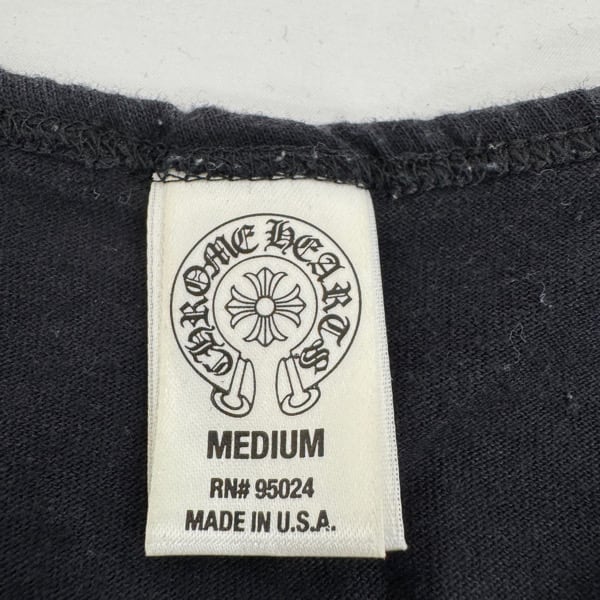 CHROME HEARTS
MEDIUM
RN# 95024
MADE IN U.S.A.